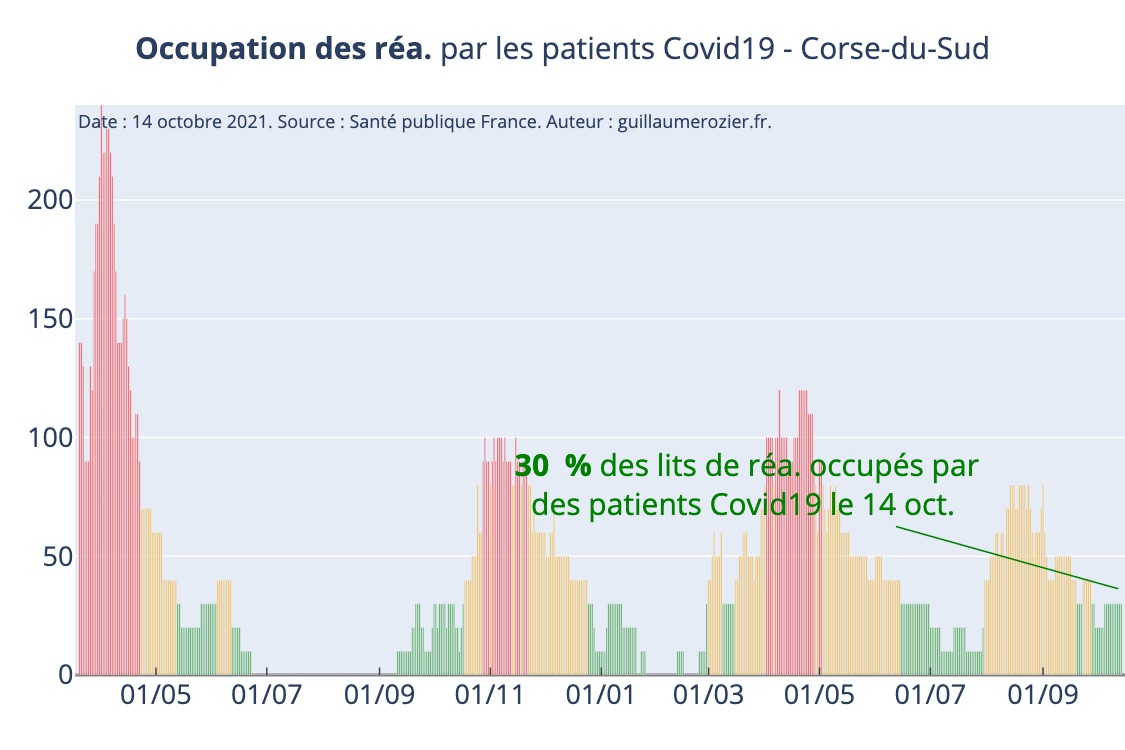 Occupation des réa. par les patients Covid19 - Corse-du-Sud
Date : 14 octobre 2021. Source : Santé publique France. Auteur : guillaumerozier.fr.
200
150
100
30  % des lits de réa. occupés par
des patients Covid19 le 14 oct.
50
0
01/05 01/07 01/09 01/11 01/01 01/03 01/05 01/07 01/09